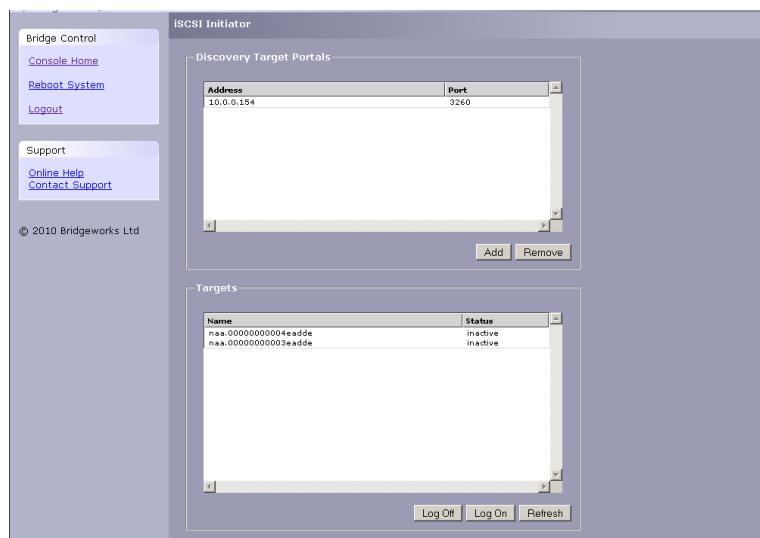 iSCSI Initiator
Bridge Control
Console Home
Reboot System
Logout
Support
Online Help
Contact Support
© 2010 Bridgeworks Ltd
Discovery Target Portals
Address Port
10.0.0.154 3260
Add Remove
Targets
Name Status
naa.00000000004eadde inactive
naa.00000000003eadde inactive
Log Off Log On Refresh